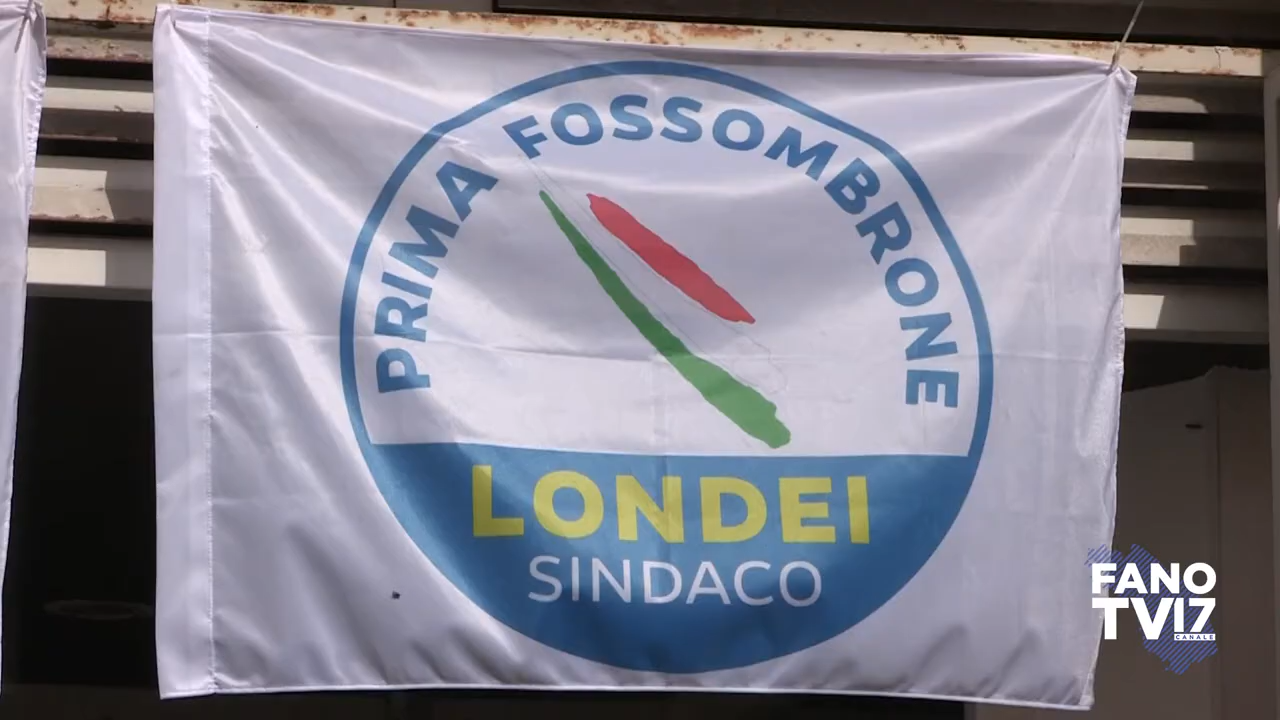 PRIMA FOSSOMBRONE
LONDEI
SINDACO
FANO
TV17
CANALE